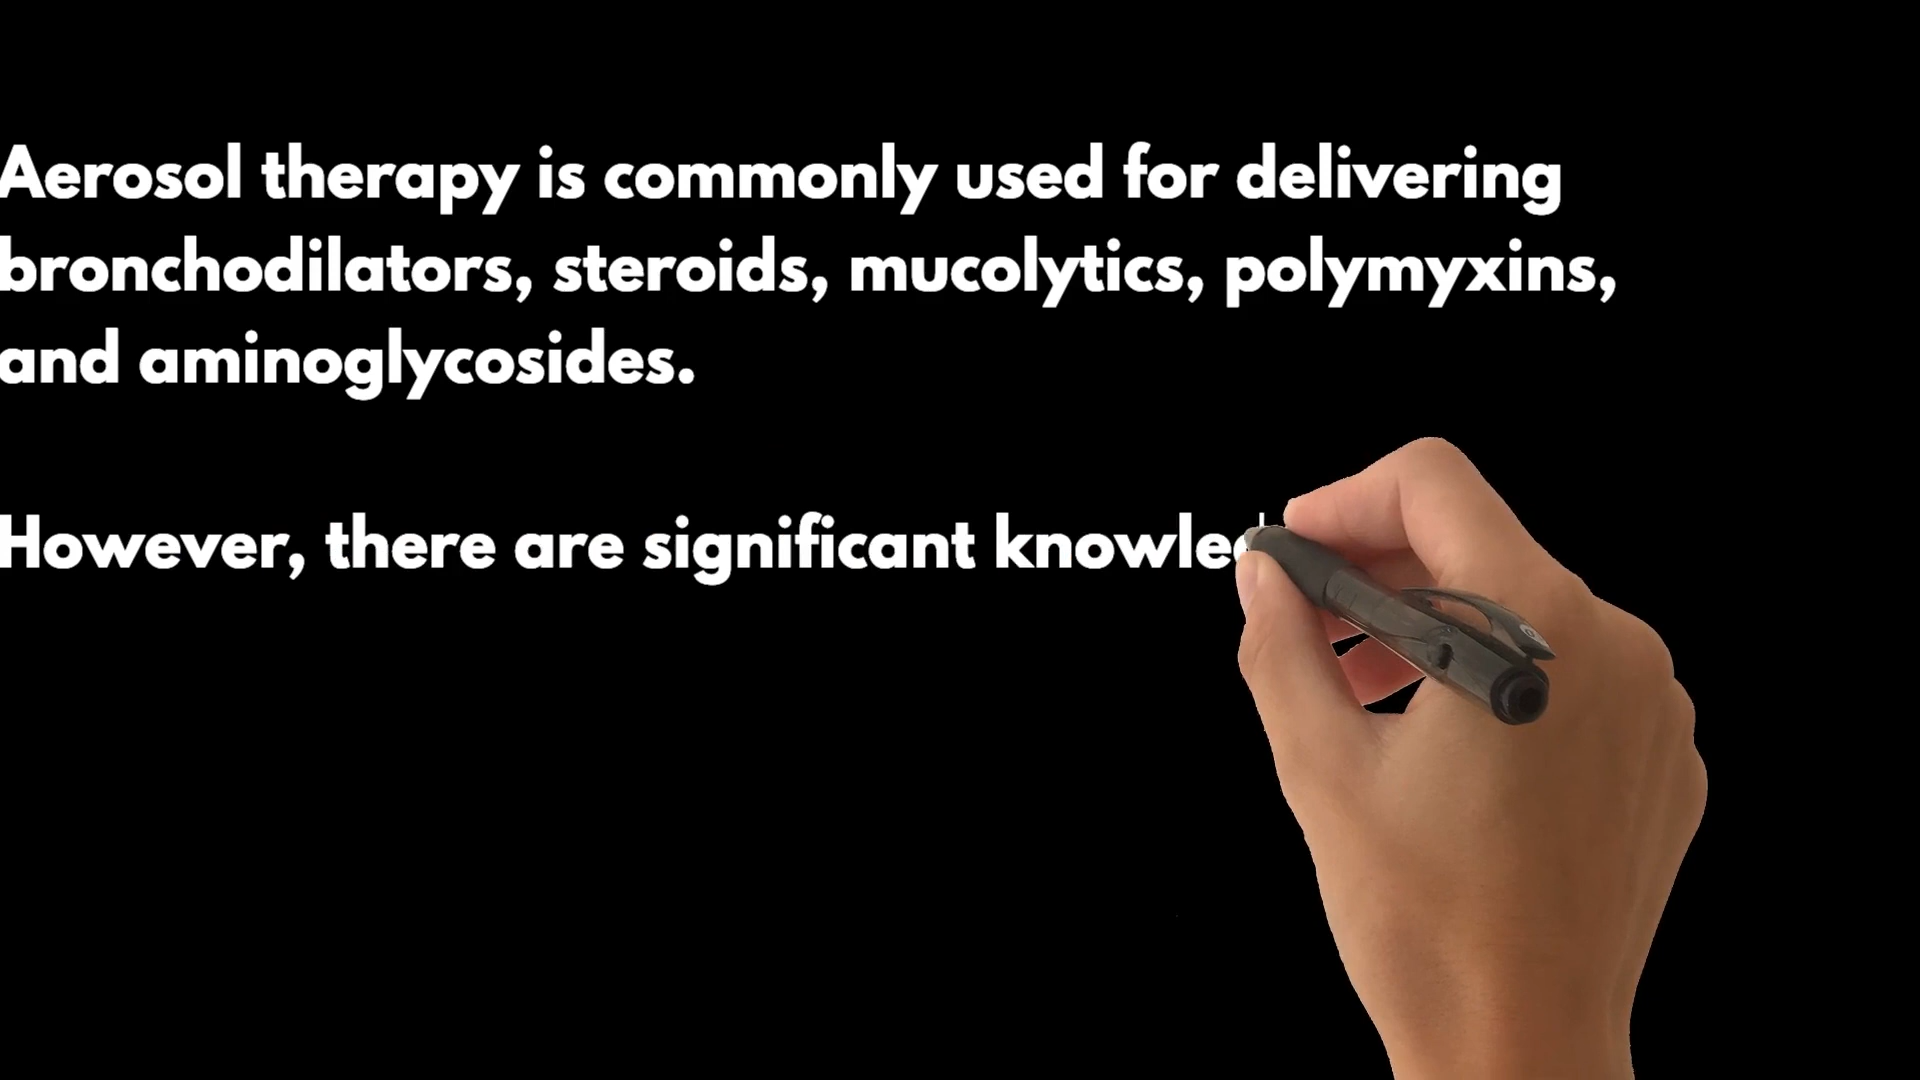 Aerosol therapy is commonly used for delivering
bronchodilators, steroids, mucolytics, polymyxins,
and aminoglycosides.
However, there are significant